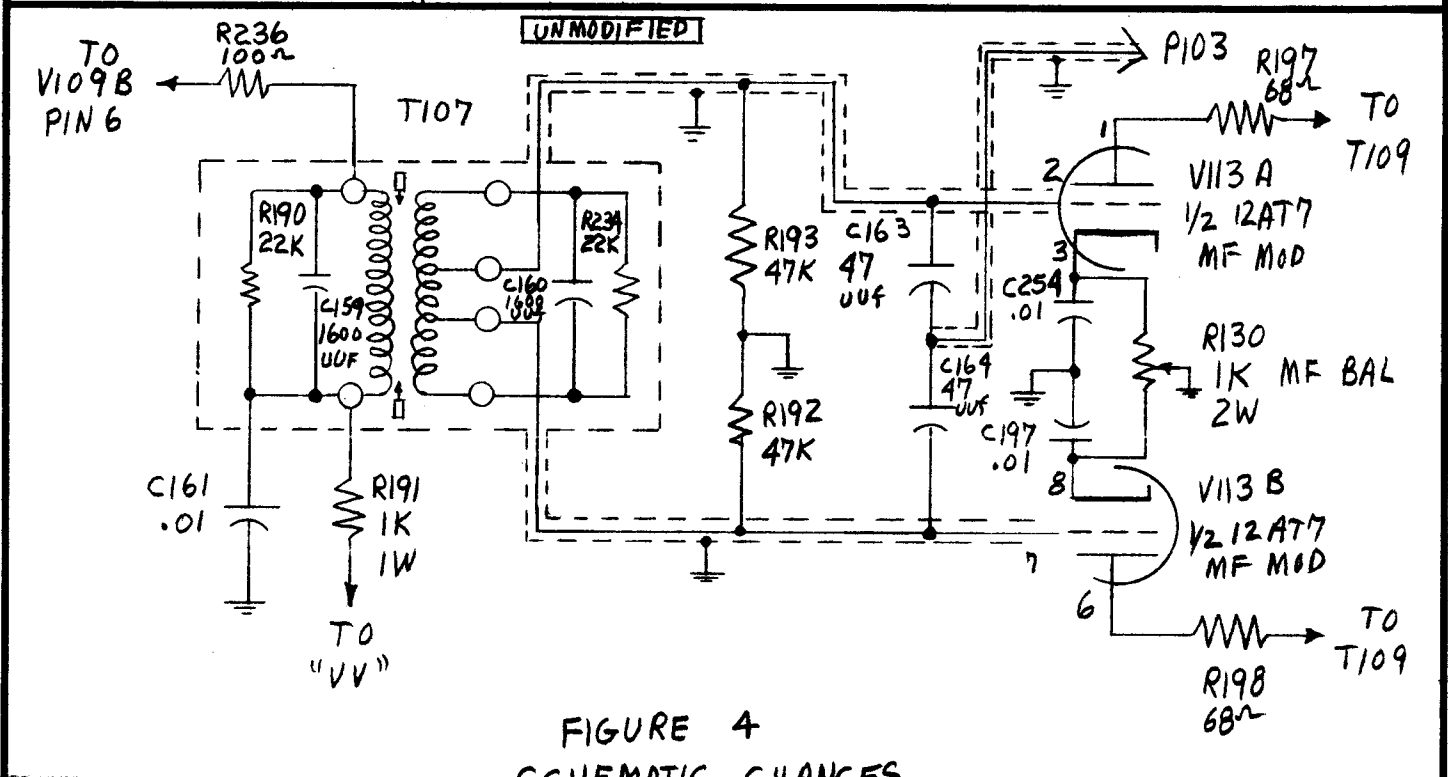 UNMODIFIED
TO
V109B
PIN 6
R236
100Ω
T107
P103
R197
68Ω
TO
T109
1
2
3
V113 A
1/2 12AT7
MF MOD
R190
22K
C159
1600
UUF
C160
1600
UUF
R234
22K
R193
47K
C163
47
UUF
C254
.01
R130
1K MF BAL
2W
R192
47K
C164
47
UUF
C197
.01
8
7
6
V113 B
1/2 12AT7
MF MOD
C161
.01
R191
1K
1W
TO
"VV"
TO
T109
R198
68Ω
FIGURE 4
SCHEMATIC CHANGES